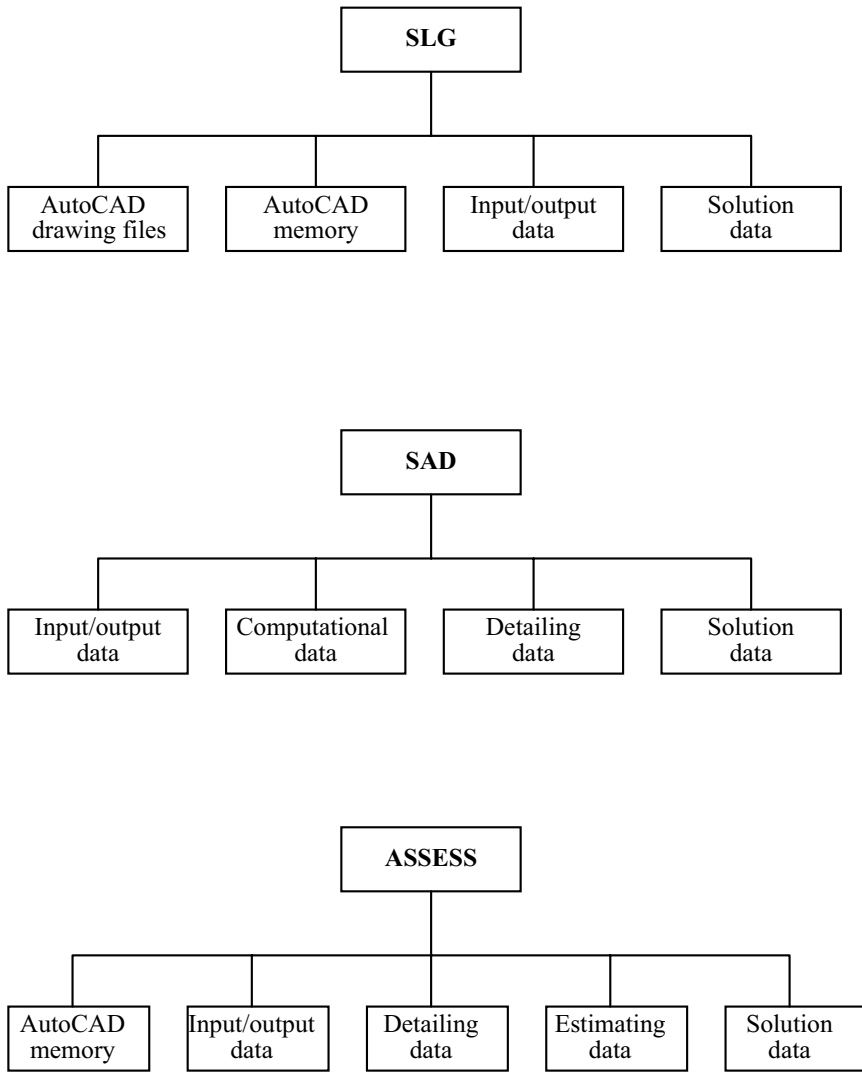 SLG
AutoCAD
drawing files
AutoCAD
memory
Input/output
data
Solution
data
SAD
Input/output
data
Computational
data
Detailing
data
Solution
data
ASSESS
AutoCAD
memory
Input/output
data
Detailing
data
Estimating
data
Solution
data